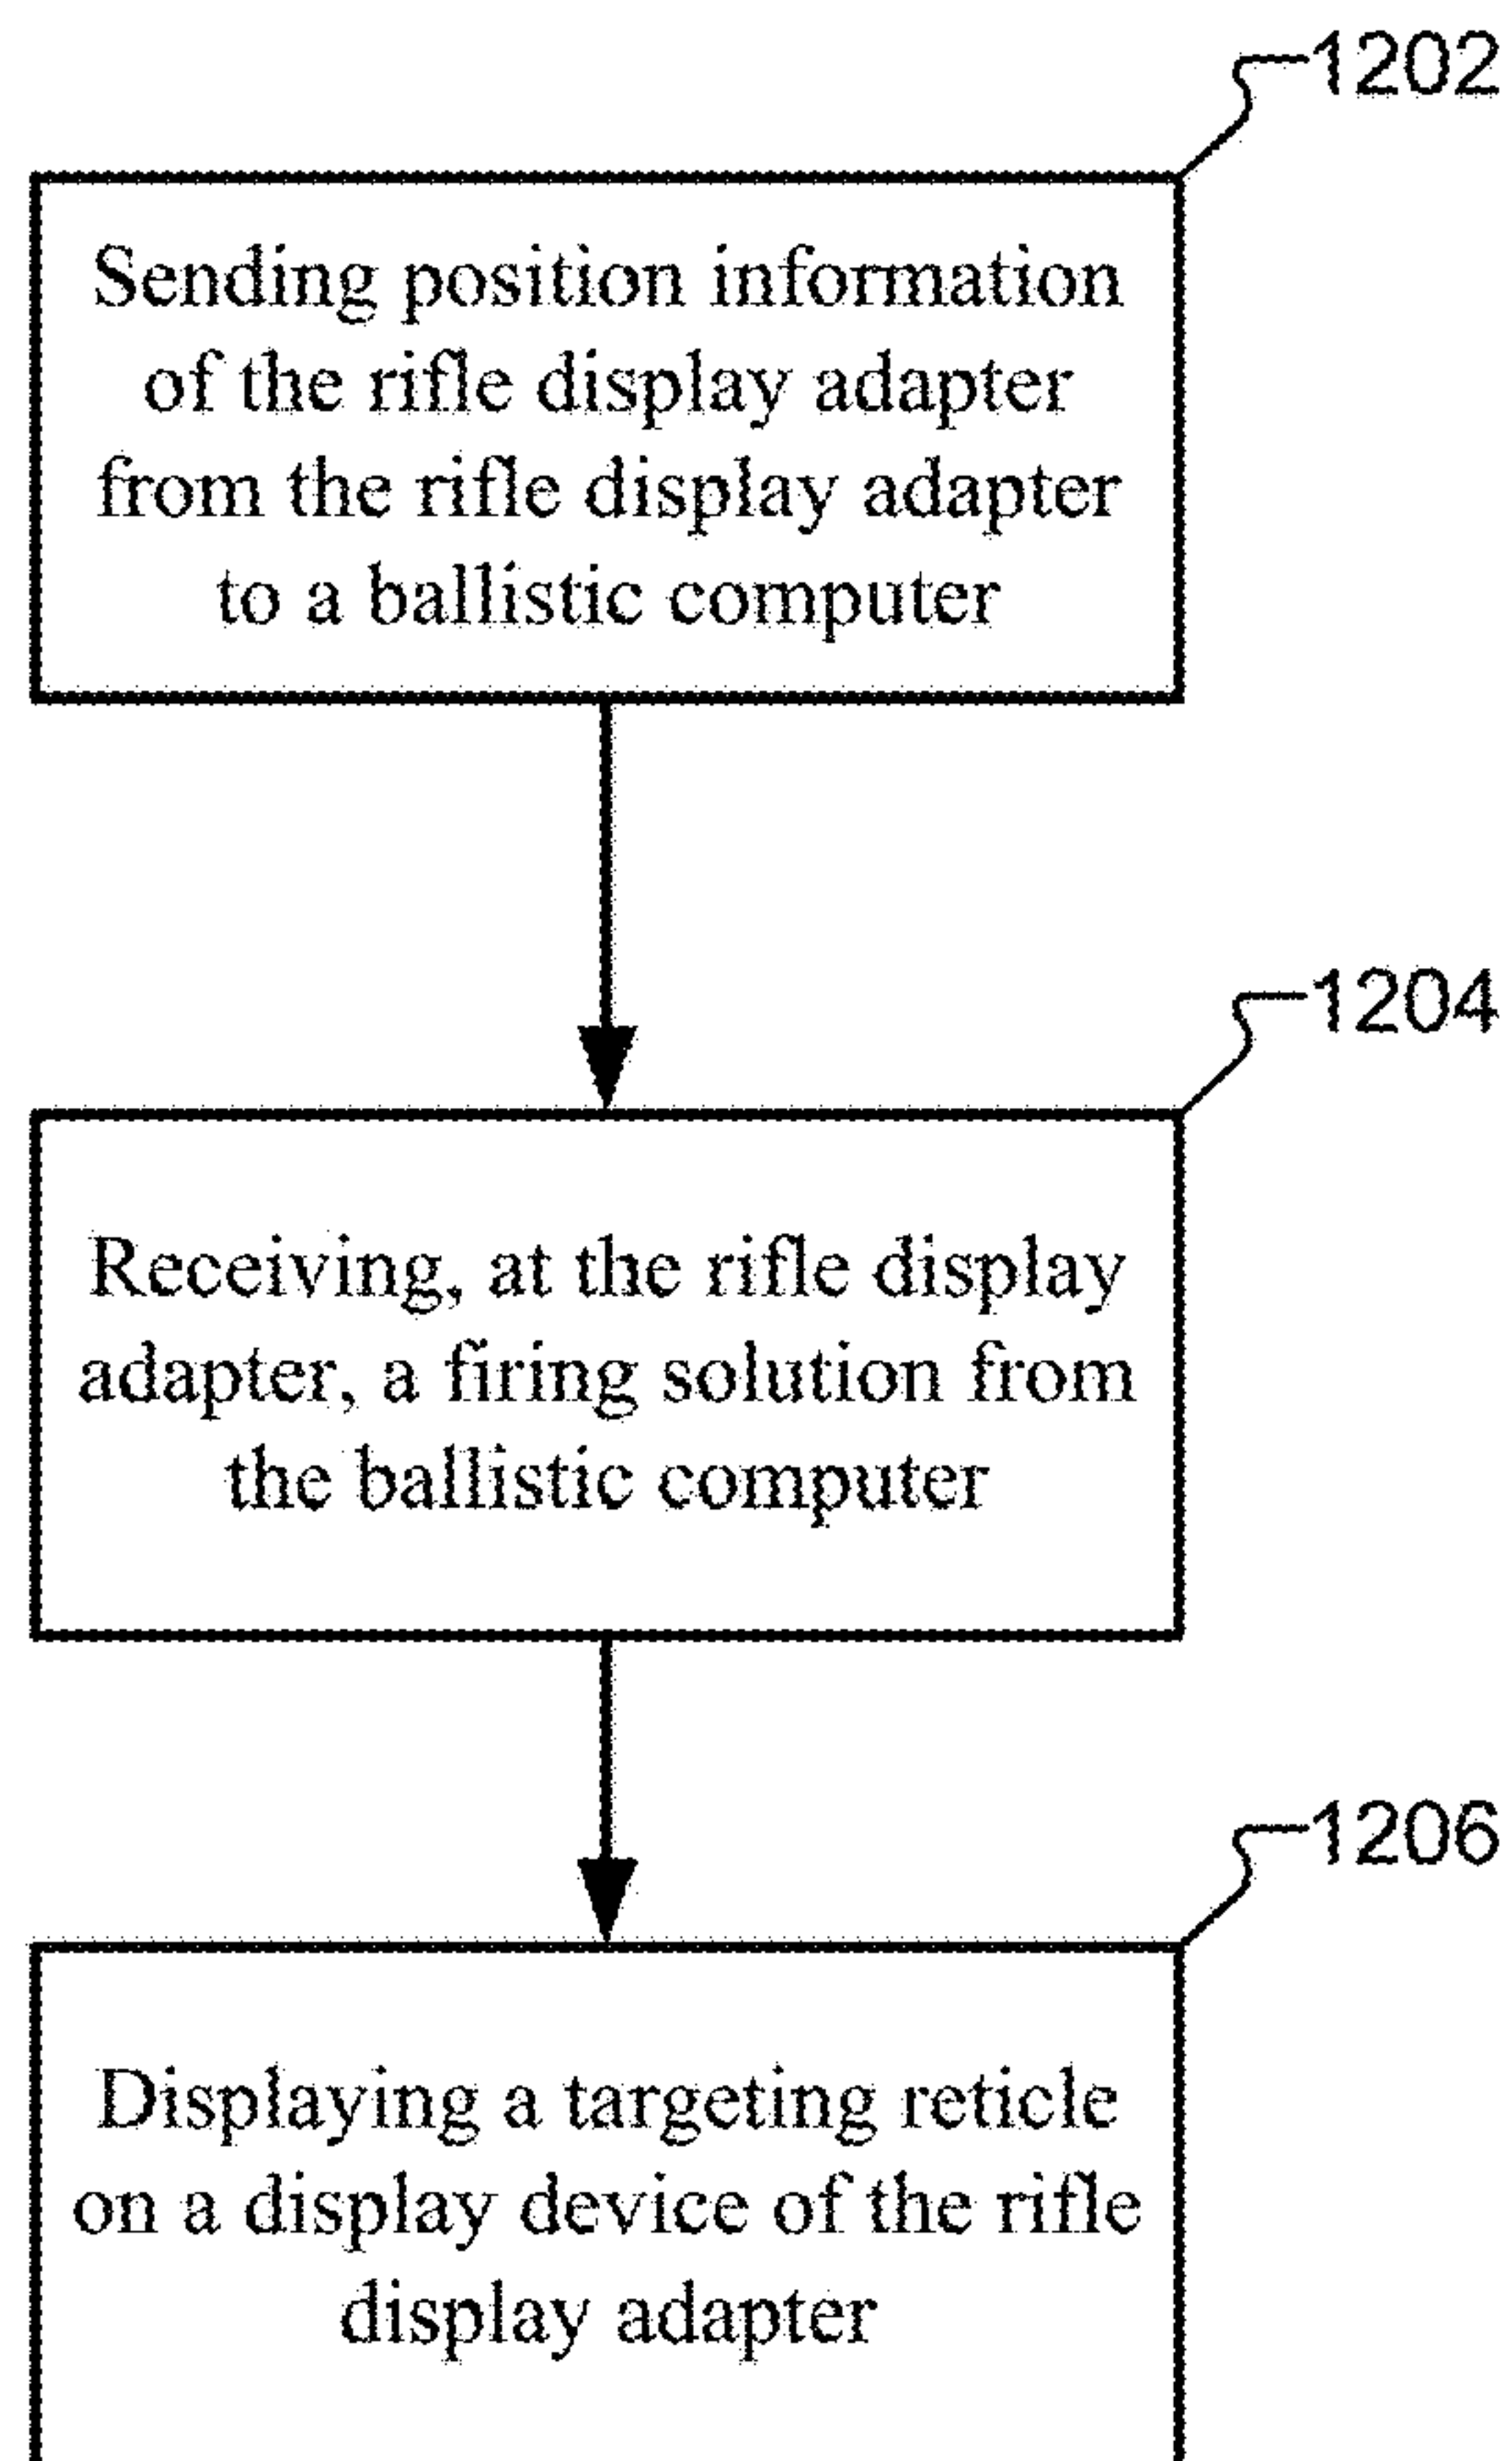 1202
Sending position information
of the rifle display adapter
from the rifle display adapter
to a ballistic computer
1204
Receiving, at the rifle display
adapter, a firing solution from
the ballistic computer
1206
Displaying a targeting reticle
on a display device of the rifle
display adapter